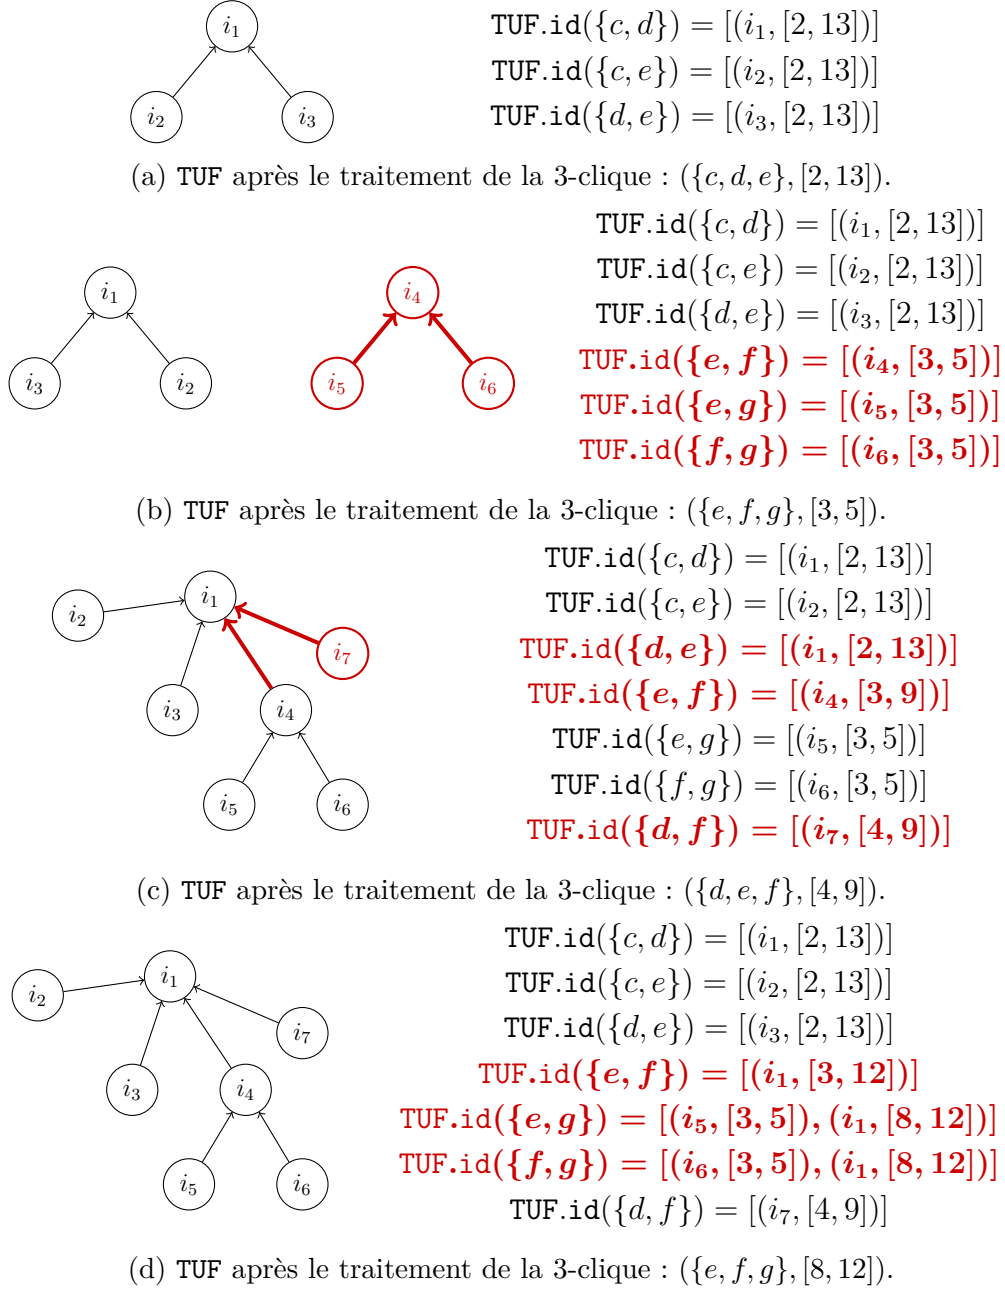 i₁
i₂ i₃
TUF.id({c, d}) = [(i₁, [2, 13])]
TUF.id({c, e}) = [(i₂, [2, 13])]
TUF.id({d, e}) = [(i₃, [2, 13])]
(a) TUF après le traitement de la 3-clique : ({c, d, e}, [2, 13]).
i₁ i₄
i₃ i₂ i₅ i₆
TUF.id({c, d}) = [(i₁, [2, 13])]
TUF.id({c, e}) = [(i₂, [2, 13])]
TUF.id({d, e}) = [(i₃, [2, 13])]
TUF.id({e, f}) = [(i₄, [3, 5])]
TUF.id({e, g}) = [(i₅, [3, 5])]
TUF.id({f, g}) = [(i₆, [3, 5])]
(b) TUF après le traitement de la 3-clique : ({e, f, g}, [3, 5]).
i₁
i₂
i₇
i₃ i₄
i₅ i₆
TUF.id({c, d}) = [(i₁, [2, 13])]
TUF.id({c, e}) = [(i₂, [2, 13])]
TUF.id({d, e}) = [(i₁, [2, 13])]
TUF.id({e, f}) = [(i₄, [3, 9])]
TUF.id({e, g}) = [(i₅, [3, 5])]
TUF.id({f, g}) = [(i₆, [3, 5])]
TUF.id({d, f}) = [(i₇, [4, 9])]
(c) TUF après le traitement de la 3-clique : ({d, e, f}, [4, 9]).
i₁
i₂
i₇
i₃ i₄
i₅ i₆
TUF.id({c, d}) = [(i₁, [2, 13])]
TUF.id({c, e}) = [(i₂, [2, 13])]
TUF.id({d, e}) = [(i₃, [2, 13])]
TUF.id({e, f}) = [(i₁, [3, 12])]
TUF.id({e, g}) = [(i₅, [3, 5]), (i₁, [8, 12])]
TUF.id({f, g}) = [(i₆, [3, 5]), (i₁, [8, 12])]
TUF.id({d, f}) = [(i₇, [4, 9])]
(d) TUF après le traitement de la 3-clique : ({e, f, g}, [8, 12]).